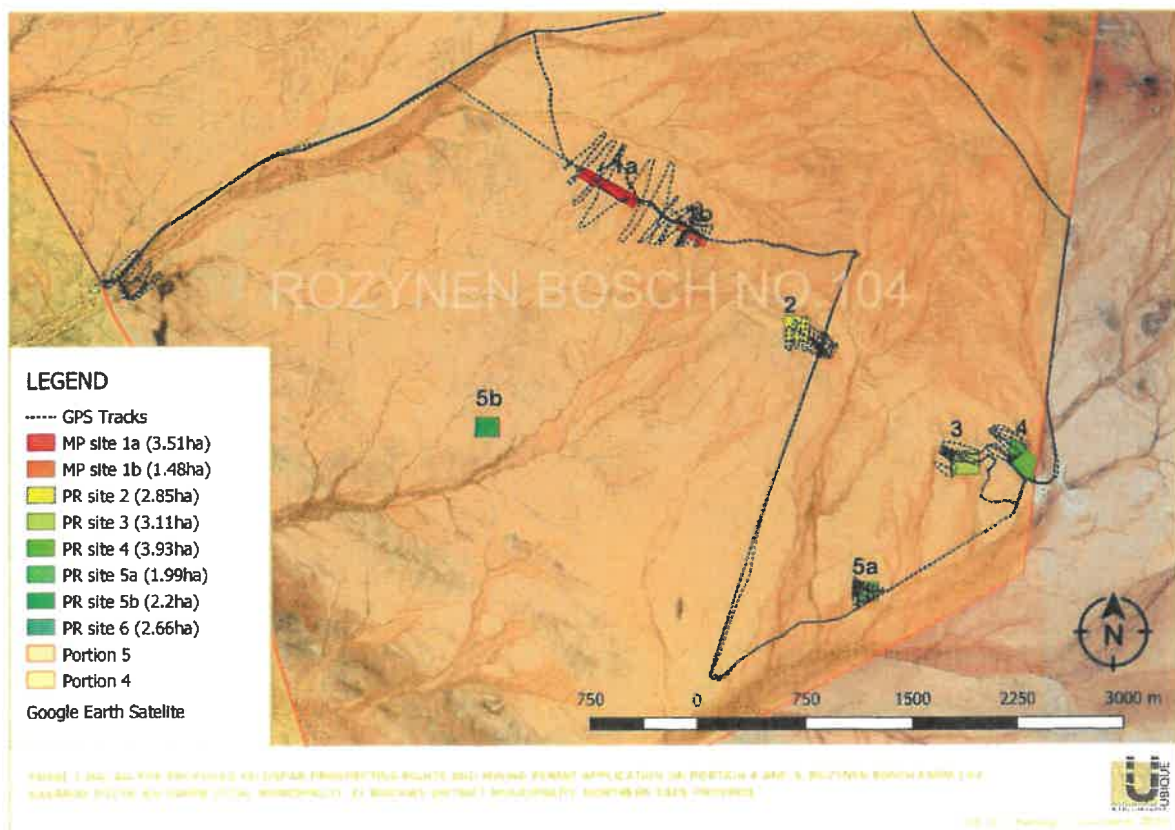 1a
1b
ROZYNEN BOSCH NO. 104
2
5b
3
4
5a
N
LEGEND
GPS Tracks
MP site 1a (3.51ha)
MP site 1b (1.48ha)
PR site 2 (2.85ha)
PR site 3 (3.11ha)
PR site 4 (3.93ha)
PR site 5a (1.99ha)
PR site 5b (2.2ha)
PR site 6 (2.66ha)
Portion 5
Portion 4
Google Earth Satellite
750 0 750 1500 2250 3000 m
UBIQUE